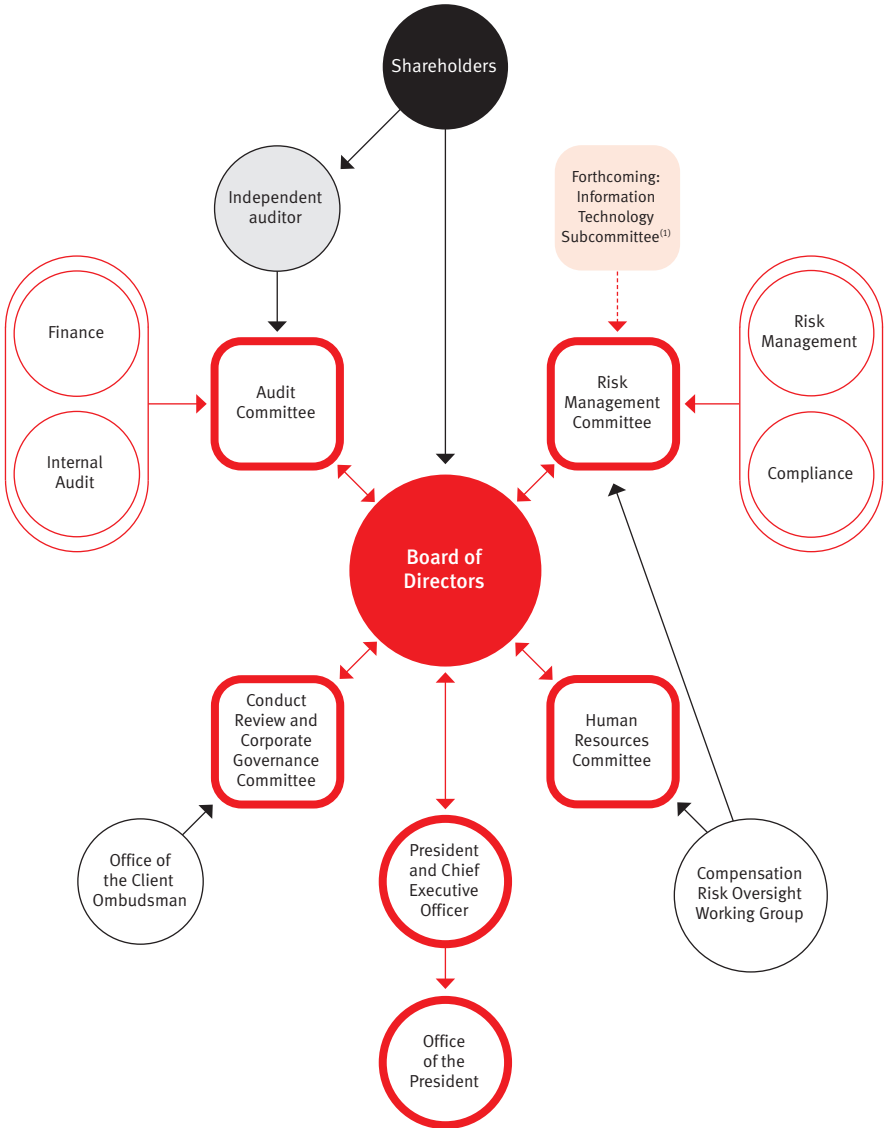 Shareholders
Independent
auditor
Forthcoming:
Information
Technology
Subcommittee(1)
Finance
Internal
Audit
Audit
Committee
Risk
Management
Committee
Risk
Management
Compliance
Board of
Directors
Conduct
Review and
Corporate
Governance
Committee
Human
Resources
Committee
Office of
the Client
Ombudsman
President
and Chief
Executive
Officer
Compensation
Risk Oversight
Working Group
Office
of the
President